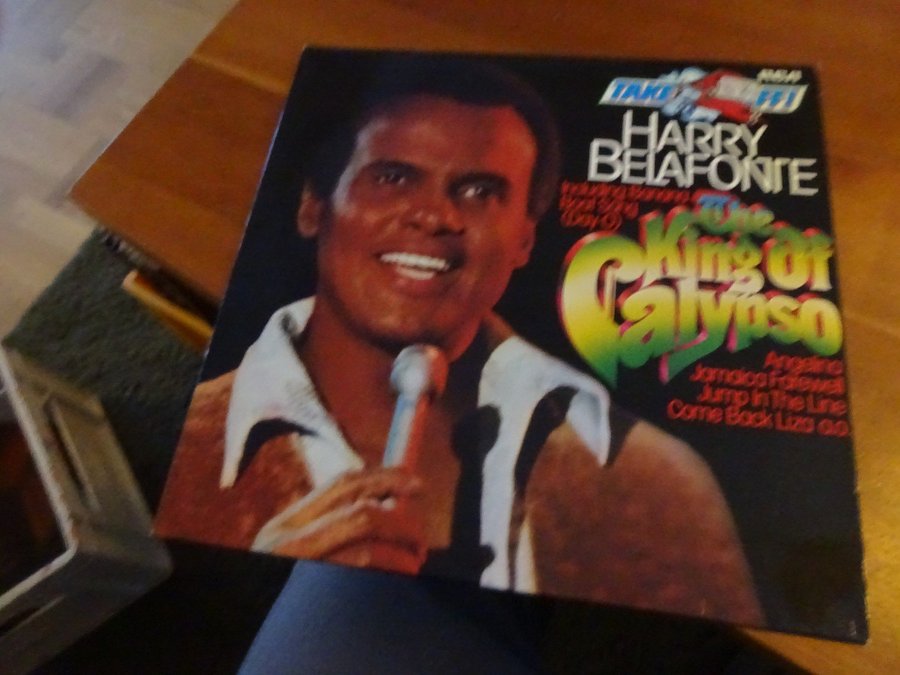 RCA
TAKE OFF!
HARRY
BELAFONTE
Including Banana
Boat Song
(Day-O)
The
King Of
Calypso
Angelina
Jamaica Farewell
Jump In The Line
Come Back Liza a.o.